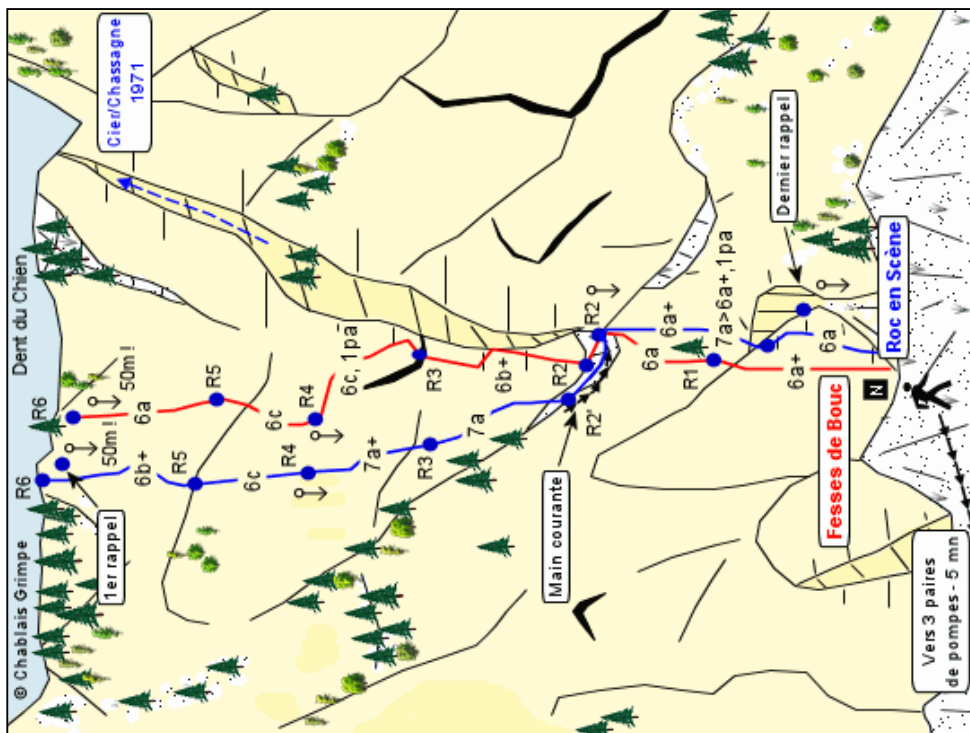 © Chablais Grimpe
Dent du Chien
Cier/Chassagne
1971
R6
R6
50m !
50m !
1er rappel
6b+
6a
R5
R5
6c
6c
R4
R4
6c, 1pa
7a+
R3
R3
7a
6b+
R2'
R2
R2
Main courante
6a
6a+
R1
7a>6a+,1pa
Dernier rappel
6a+
6a
N
Fesses de Bouc
Roc en Scène
Vers 3 paires
de pompes - 5 mn